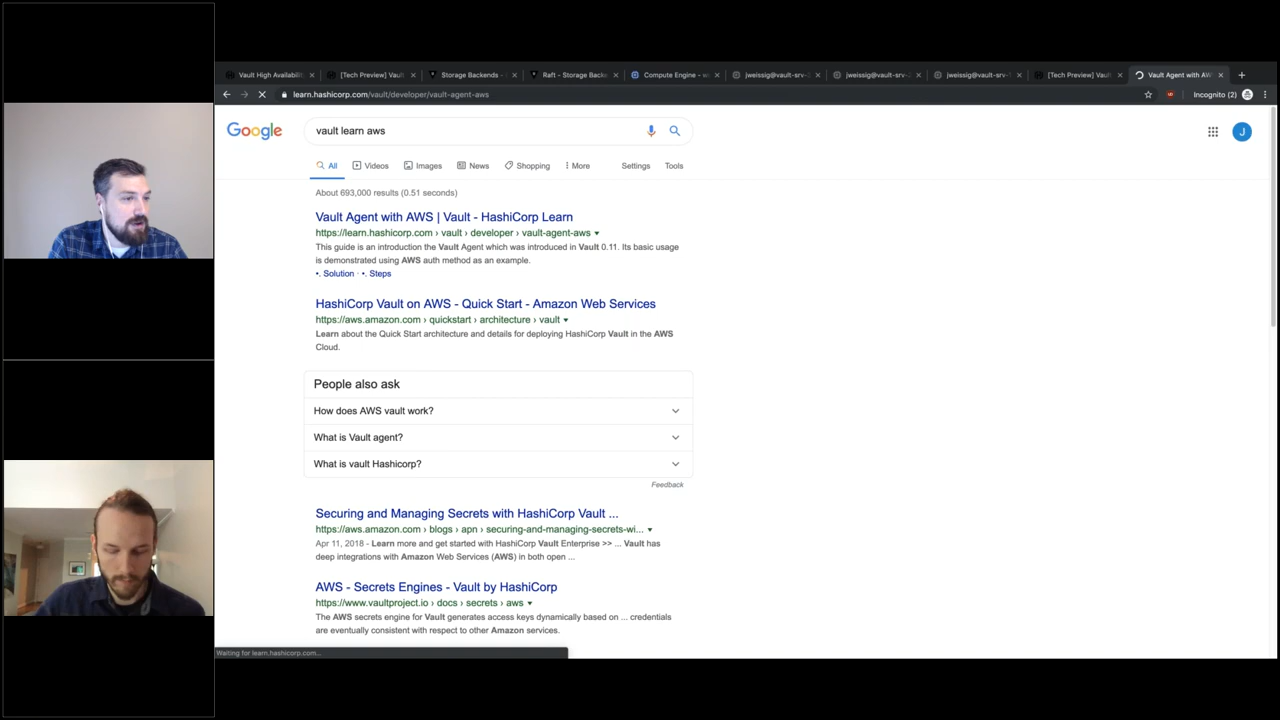 Vault High Availabilit
[Tech Preview] Vault
Storage Backends -
Raft - Storage Backe
Compute Engine - w
jweissig@vault-srv-
jweissig@vault-srv-2
jweissig@vault-srv-
[Tech Preview] Vault
Vault Agent with AW
learn.hashicorp.com/vault/developer/vault-agent-aws
Incognito (2)
Google
vault learn aws
J
All
Videos
Images
News
Shopping
More
Settings
Tools
About 693,000 results (0.51 seconds)
Vault Agent with AWS | Vault - HashiCorp Learn
https://learn.hashicorp.com › vault › developer › vault-agent-aws
This guide is an introduction the Vault Agent which was introduced in Vault 0.11. Its basic usage
is demonstrated using AWS auth method as an example.
•. Solution · •. Steps
HashiCorp Vault on AWS - Quick Start - Amazon Web Services
https://aws.amazon.com › quickstart › architecture › vault
Learn about the Quick Start architecture and details for deploying HashiCorp Vault in the AWS
Cloud.
People also ask
How does AWS vault work?
What is Vault agent?
What is vault Hashicorp?
Feedback
Securing and Managing Secrets with HashiCorp Vault ...
https://aws.amazon.com › blogs › apn › securing-and-managing-secrets-wi...
Apr 11, 2018 - Learn more and get started with HashiCorp Vault Enterprise >> ... Vault has
deep integrations with Amazon Web Services (AWS) in both open ...
AWS - Secrets Engines - Vault by HashiCorp
https://www.vaultproject.io › docs › secrets › aws
The AWS secrets engine for Vault generates access keys dynamically based on ... credentials
are eventually consistent with respect to other Amazon services.
Waiting for learn.hashicorp.com...